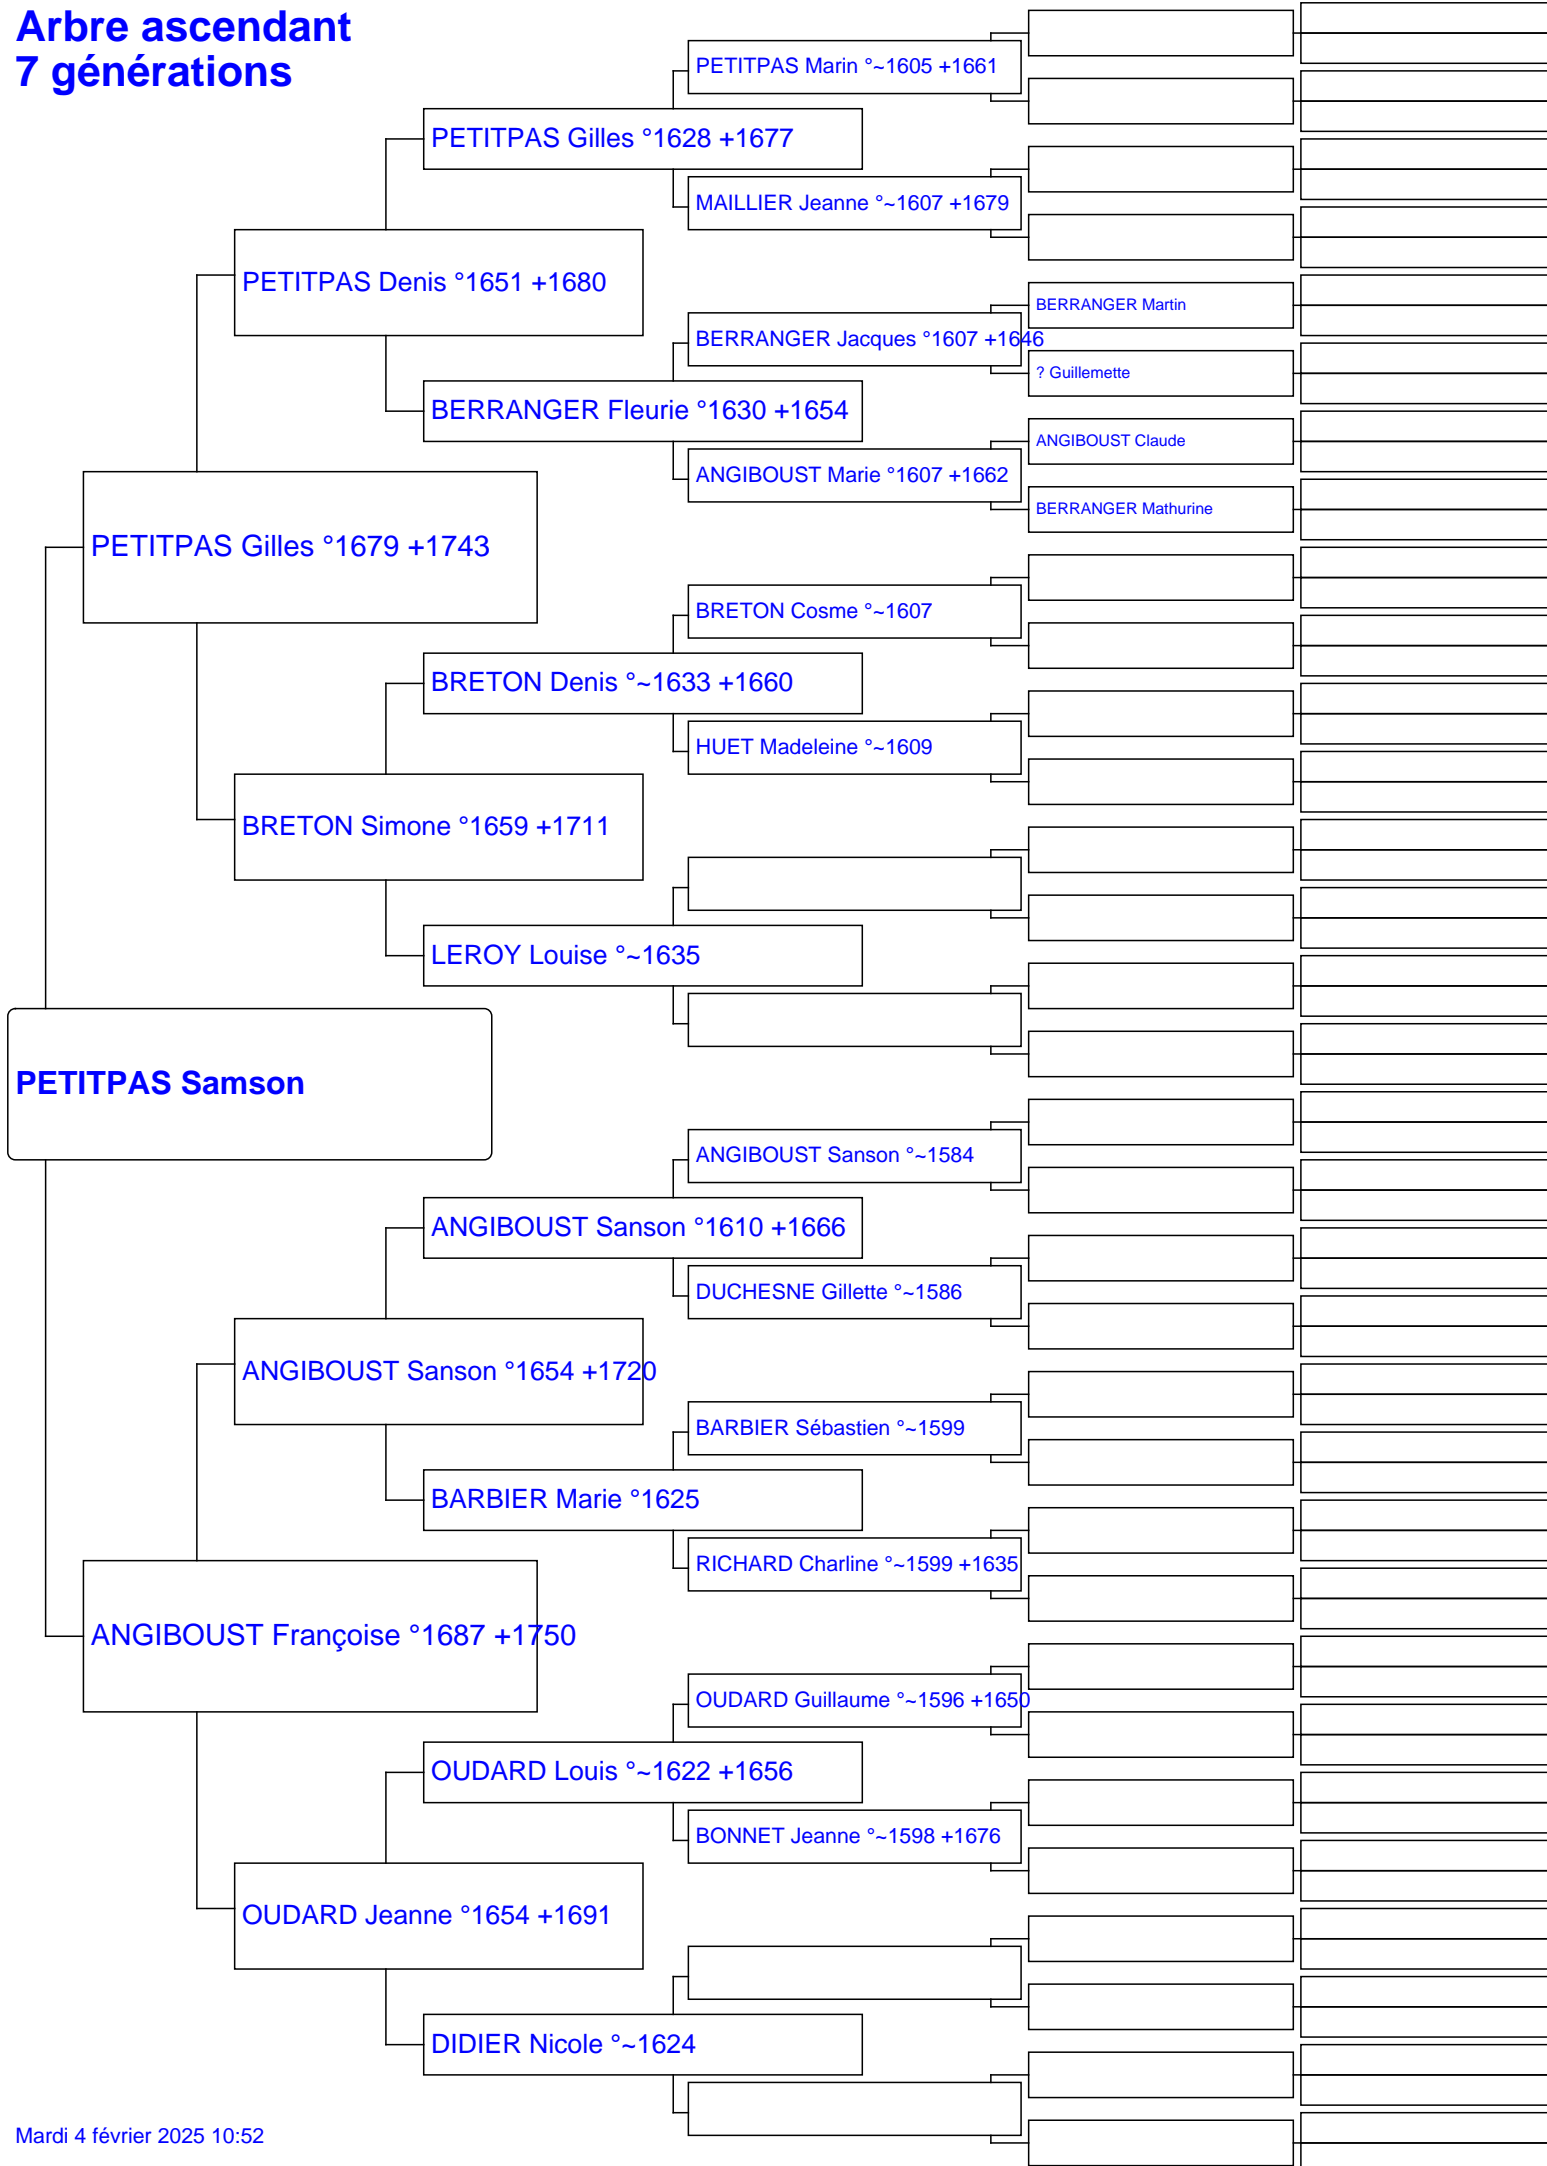 Arbre ascendant
7 générations
PETITPAS Marin °~1605 +1661
PETITPAS Gilles °1628 +1677
MAILLIER Jeanne °~1607 +1679
PETITPAS Denis °1651 +1680
BERRANGER Martin
BERRANGER Jacques °1607 +1646
? Guillemette
BERRANGER Fleurie °1630 +1654
ANGIBOUST Claude
ANGIBOUST Marie °1607 +1662
BERRANGER Mathurine
PETITPAS Gilles °1679 +1743
BRETON Cosme °~1607
BRETON Denis °~1633 +1660
HUET Madeleine °~1609
BRETON Simone °1659 +1711
LEROY Louise °~1635
PETITPAS Samson
ANGIBOUST Sanson °~1584
ANGIBOUST Sanson °1610 +1666
DUCHESNE Gillette °~1586
ANGIBOUST Sanson °1654 +1720
BARBIER Sébastien °~1599
BARBIER Marie °1625
RICHARD Charline °~1599 +1635
ANGIBOUST Françoise °1687 +1750
OUDARD Guillaume °~1596 +1650
OUDARD Louis °~1622 +1656
BONNET Jeanne °~1598 +1676
OUDARD Jeanne °1654 +1691
DIDIER Nicole °~1624
Mardi 4 février 2025 10:52